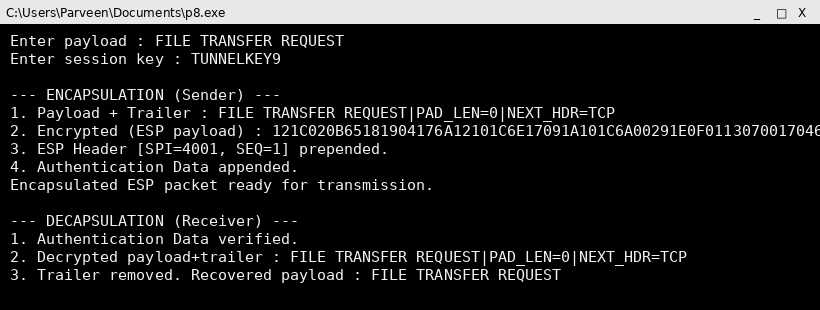 C:\Users\Parveen\Documents\p8.exe
Enter payload : FILE TRANSFER REQUEST
Enter session key : TUNNELKEY9
--- ENCAPSULATION (Sender) ---
1. Payload + Trailer : FILE TRANSFER REQUEST|PAD_LEN=0|NEXT_HDR=TCP
2. Encrypted (ESP payload) : 121C020B65181904176A12101C6E17091A101C6A00291E0F0113070017046
3. ESP Header [SPI=4001, SEQ=1] prepended.
4. Authentication Data appended.
Encapsulated ESP packet ready for transmission.
--- DECAPSULATION (Receiver) ---
1. Authentication Data verified.
2. Decrypted payload+trailer : FILE TRANSFER REQUEST|PAD_LEN=0|NEXT_HDR=TCP
3. Trailer removed. Recovered payload : FILE TRANSFER REQUEST